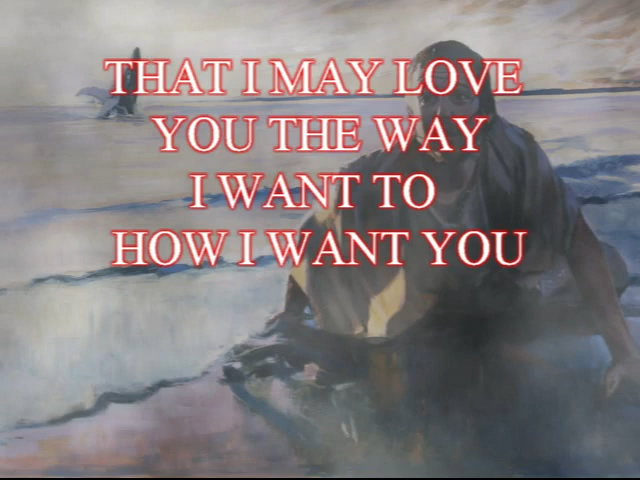 THAT I MAY LOVE
YOU THE WAY
I WANT TO
HOW I WANT YOU